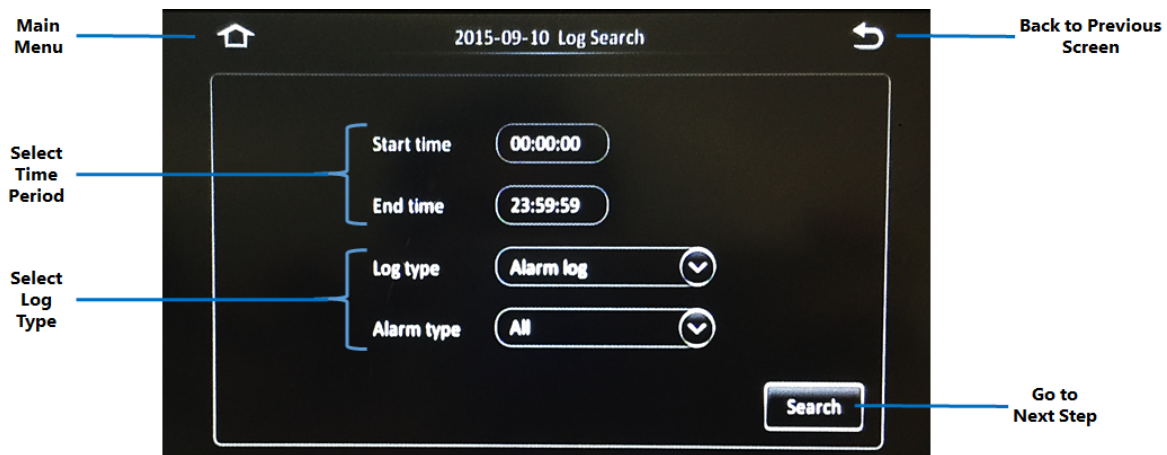 Main
Menu
2015-09-10 Log Search
Back to Previous
Screen
Select
Time
Period
Start time
00:00:00
End time
23:59:59
Select
Log
Type
Log type
Alarm log
Alarm type
All
Search
Go to
Next Step